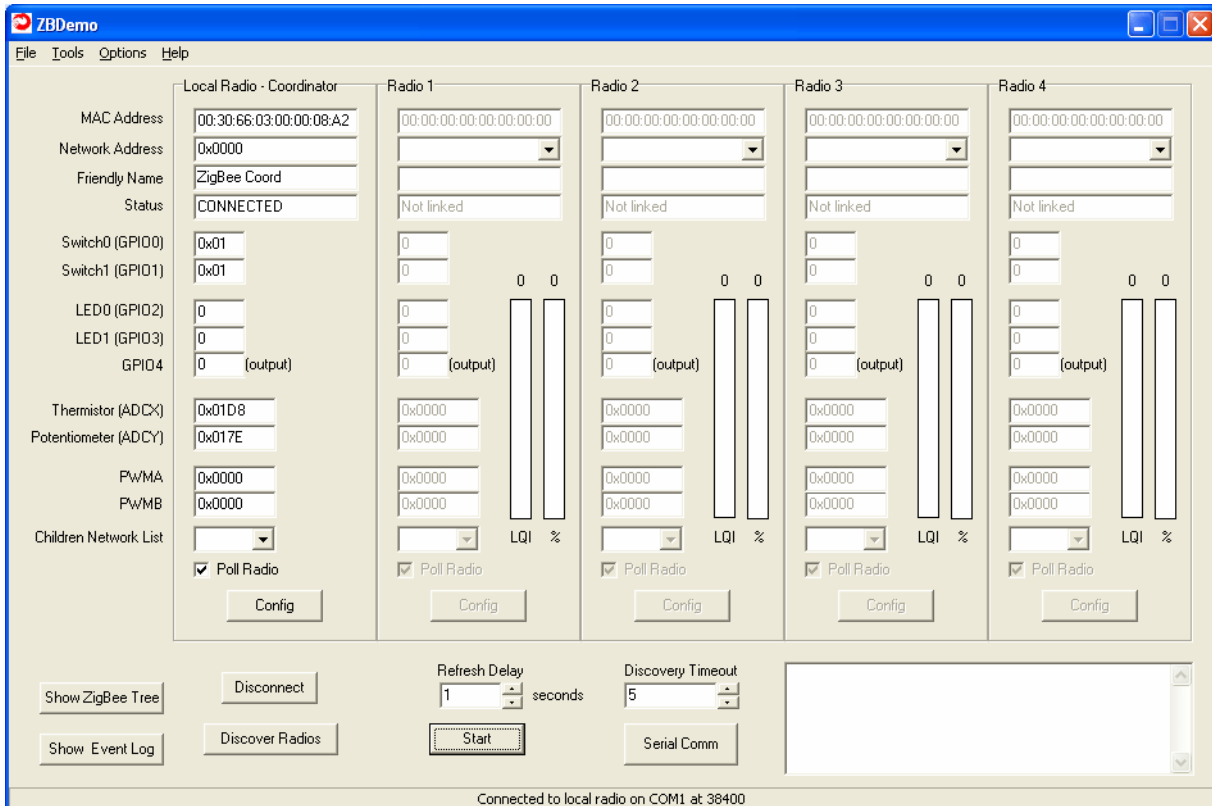 ZBDemo
File Tools Options Help
Local Radio - Coordinator Radio 1 Radio 2 Radio 3 Radio 4
MAC Address 00:30:66:03:00:00:08:A2 00:00:00:00:00:00:00:00 00:00:00:00:00:00:00:00 00:00:00:00:00:00:00:00 00:00:00:00:00:00:00:00
Network Address 0x0000
Friendly Name ZigBee Coord
Status CONNECTED Not linked Not linked Not linked Not linked
Switch0 (GPIO0) 0x01 0 0 0 0
Switch1 (GPIO1) 0x01 0 0 0 0
0 0 0 0 0 0 0 0
LED0 (GPIO2) 0 0 0 0 0
LED1 (GPIO3) 0 0 0 0 0
GPIO4 0 (output) 0 (output) 0 (output) 0 (output) 0 (output)
Thermistor (ADCX) 0x01D8 0x0000 0x0000 0x0000 0x0000
Potentiometer (ADCY) 0x017E 0x0000 0x0000 0x0000 0x0000
PWMA 0x0000 0x0000 0x0000 0x0000 0x0000
PWMB 0x0000 0x0000 0x0000 0x0000 0x0000
Children Network List LQI % LQI % LQI % LQI %
Poll Radio Poll Radio Poll Radio Poll Radio Poll Radio
Config Config Config Config Config
Refresh Delay Discovery Timeout
Show ZigBee Tree Disconnect 1 seconds 5
Show Event Log Discover Radios Start Serial Comm
Connected to local radio on COM1 at 38400